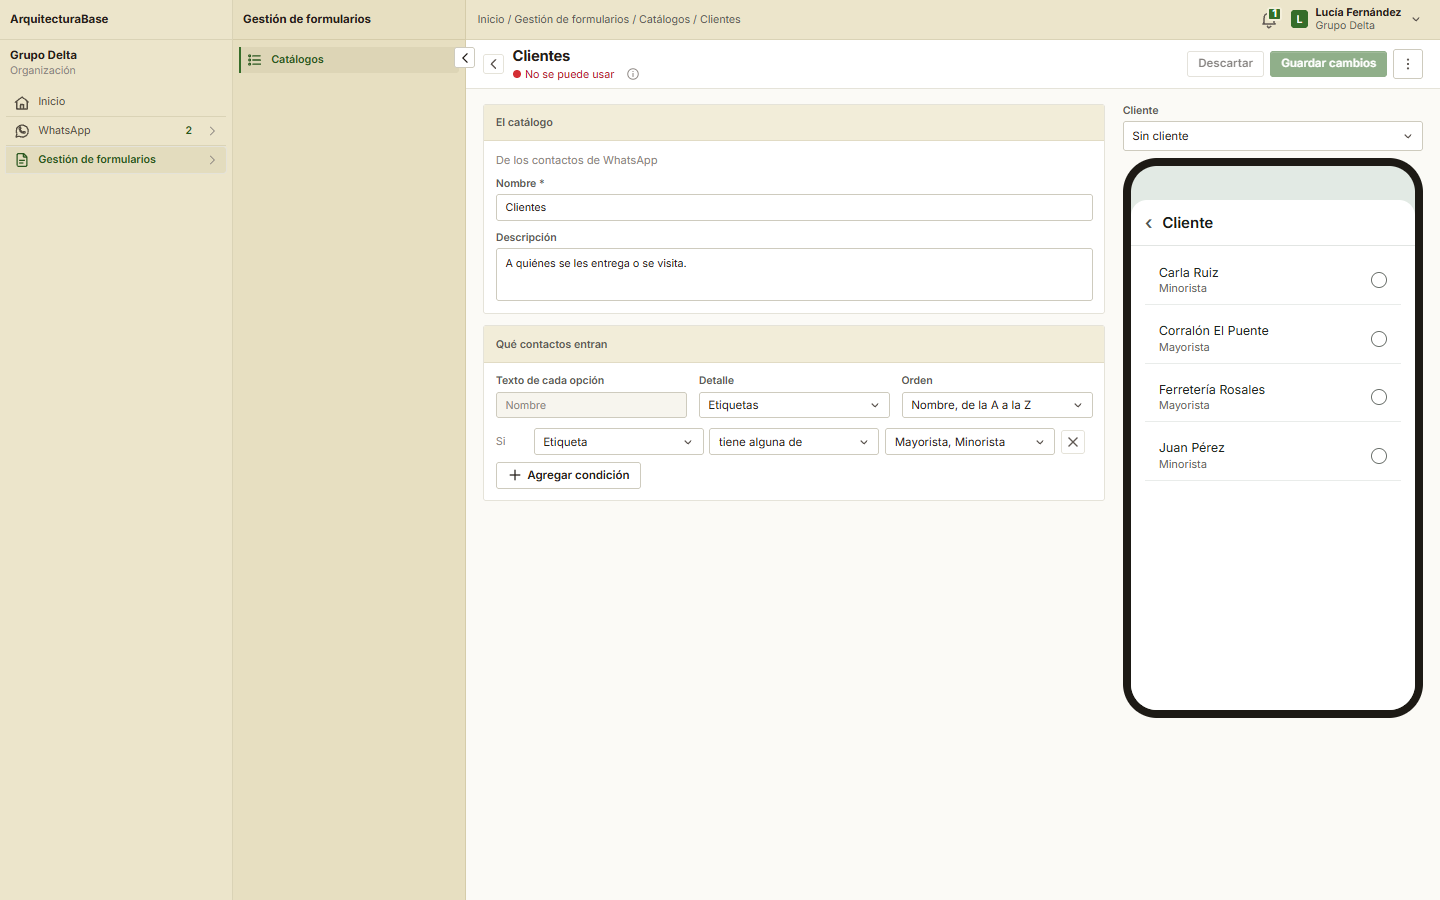 ArquitecturaBase
Grupo Delta
Organización
Inicio
WhatsApp 2
Gestión de formularios
Gestión de formularios
Catálogos
Inicio / Gestión de formularios / Catálogos / Clientes
1
L
Lucía Fernández
Grupo Delta
Clientes
No se puede usar
Descartar
Guardar cambios
El catálogo
De los contactos de WhatsApp
Nombre *
Clientes
Descripción
A quiénes se les entrega o se visita.
Qué contactos entran
Texto de cada opción
Detalle
Orden
Nombre
Etiquetas
Nombre, de la A a la Z
Si
Etiqueta
tiene alguna de
Mayorista, Minorista
Agregar condición
Cliente
Sin cliente
Cliente
Carla Ruiz
Minorista
Corralón El Puente
Mayorista
Ferretería Rosales
Mayorista
Juan Pérez
Minorista